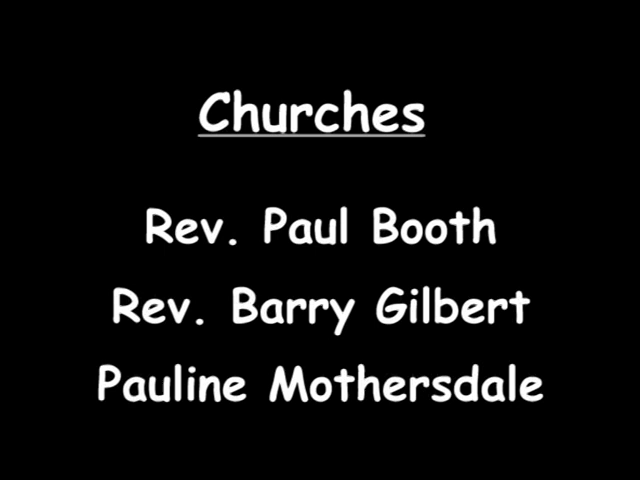 Churches
Rev. Paul Booth
Rev. Barry Gilbert
Pauline Mothersdale